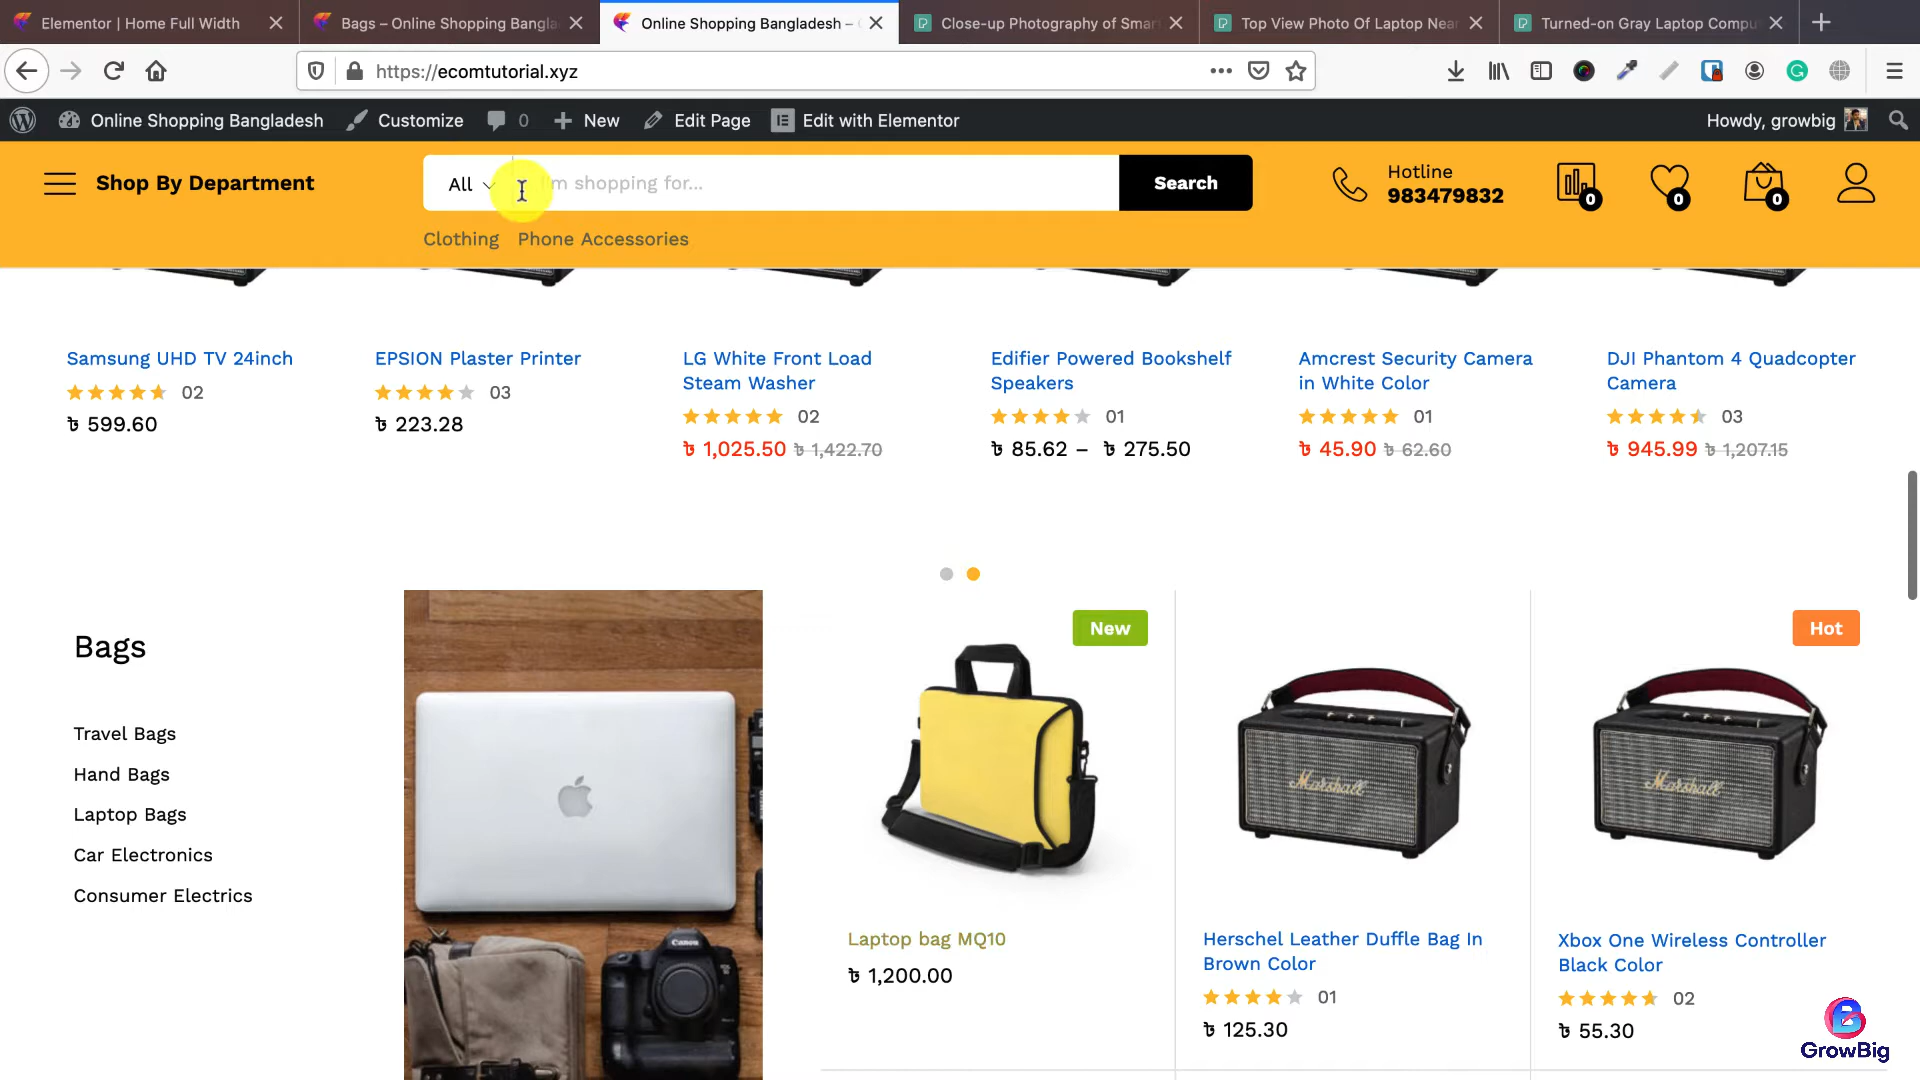 Elementor | Home Full Width
Bags – Online Shopping Bangla
Online Shopping Bangladesh –
Close-up Photography of Smar
Top View Photo Of Laptop Near
Turned-on Gray Laptop Compu
https://ecomtutorial.xyz
Online Shopping Bangladesh
Customize
0
New
Edit Page
Edit with Elementor
Howdy, growbig
Shop By Department
All
I'm shopping for...
Search
Hotline
983479832
0
0
0
Clothing
Phone Accessories
Samsung UHD TV 24inch
02
৳ 599.60
EPSION Plaster Printer
03
৳ 223.28
LG White Front Load
Steam Washer
02
৳ 1,025.50 ৳ 1,422.70
Edifier Powered Bookshelf
Speakers
01
৳ 85.62 – ৳ 275.50
Amcrest Security Camera
in White Color
01
৳ 45.90 ৳ 62.60
DJI Phantom 4 Quadcopter
Camera
03
৳ 945.99 ৳ 1,207.15
Bags
Travel Bags
Hand Bags
Laptop Bags
Car Electronics
Consumer Electrics
Canon
New
Laptop bag MQ10
৳ 1,200.00
Marshall
Herschel Leather Duffle Bag In
Brown Color
01
৳ 125.30
Hot
Marshall
Xbox One Wireless Controller
Black Color
02
৳ 55.30
GrowBig